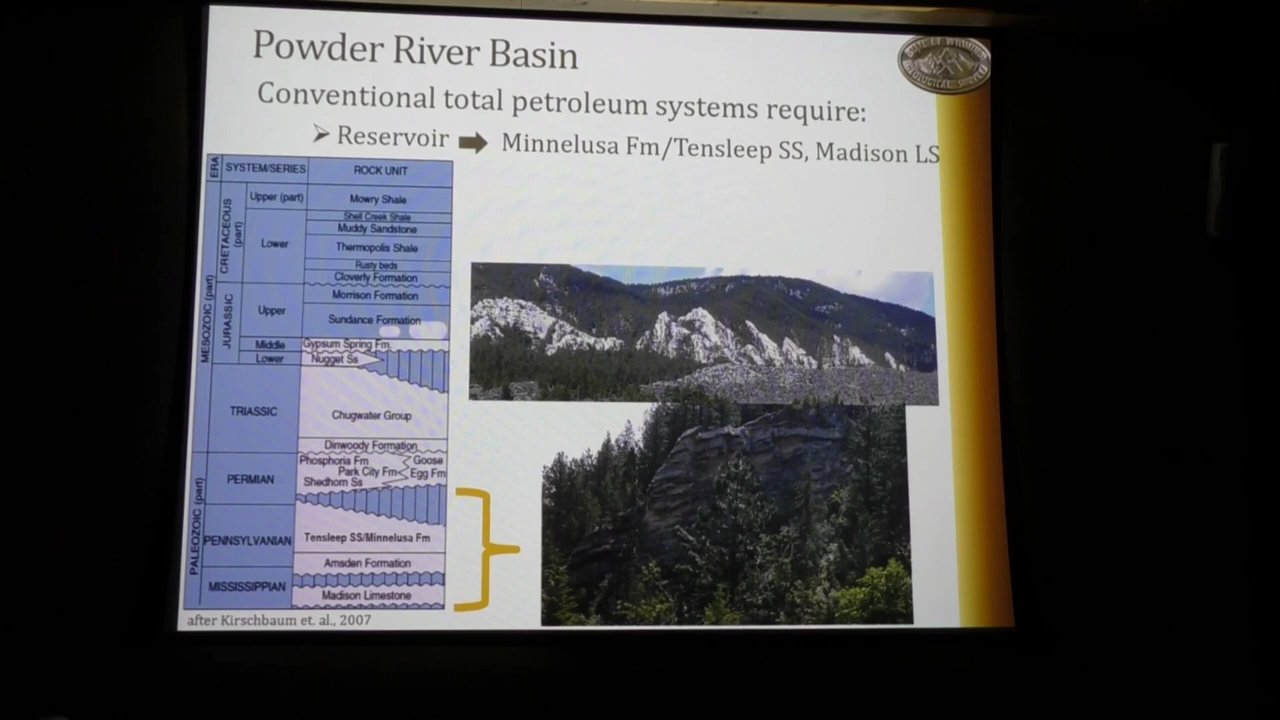 Powder River Basin
Conventional total petroleum systems require:
➢ Reservoir ➡ Minnelusa Fm/Tensleep SS, Madison LS
ERA
SYSTEM/SERIES
ROCK UNIT
MESOZOIC (part)
CRETACEOUS (part)
Upper (part)
Mowry Shale
Lower
Shell Creek Shale
Muddy Sandstone
Thermopolis Shale
Rusty beds
Cloverly Formation
JURASSIC
Upper
Morrison Formation
Sundance Formation
Middle
Gypsum Spring Fm.
Lower
Nugget Ss
TRIASSIC
Chugwater Group
Dinwoody Formation
PALEOZOIC (part)
PERMIAN
Phosphoria Fm
Park City Fm
Shedhorn Ss
Goose
Egg Fm
PENNSYLVANIAN
Tensleep SS/Minnelusa Fm
Amsden Formation
MISSISSIPPIAN
Madison Limestone
after Kirschbaum et. al., 2007